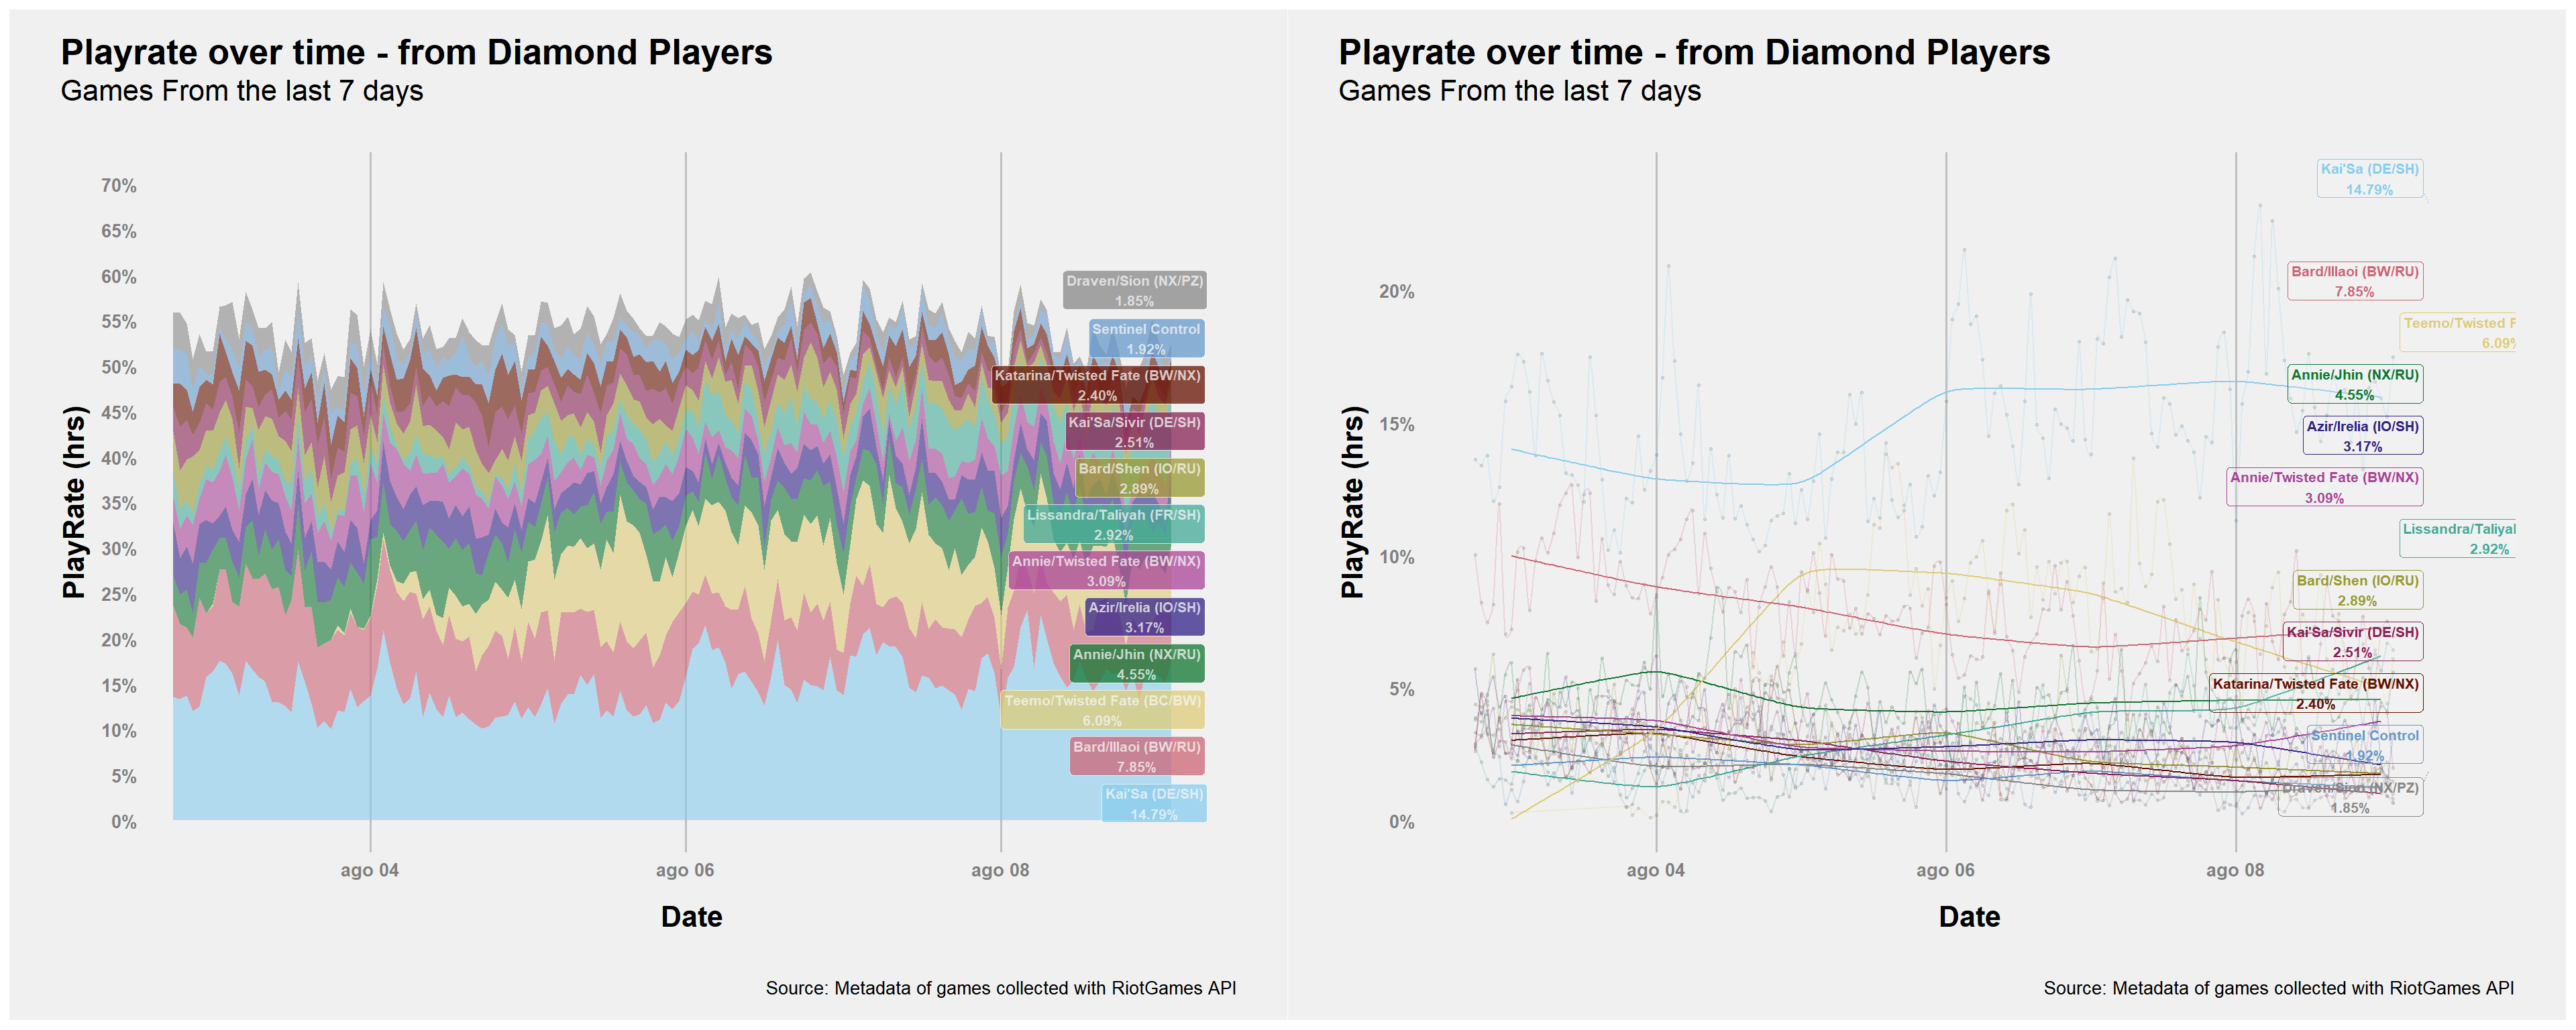 Playrate over time - from Diamond Players
Games From the last 7 days
PlayRate (hrs)
70%
65%
60%
55%
50%
45%
40%
35%
30%
25%
20%
15%
10%
5%
0%
Draven/Sion (NX/PZ)
1.85%
Sentinel Control
1.92%
Katarina/Twisted Fate (BW/NX)
2.40%
Kai'Sa/Sivir (DE/SH)
2.51%
Bard/Shen (IO/RU)
2.89%
Lissandra/Taliyah (FR/SH)
2.92%
Annie/Twisted Fate (BW/NX)
3.09%
Azir/Irelia (IO/SH)
3.17%
Annie/Jhin (NX/RU)
4.55%
Teemo/Twisted Fate (BC/BW)
6.09%
Bard/Illaoi (BW/RU)
7.85%
Kai'Sa (DE/SH)
14.79%
ago 04
ago 06
ago 08
Date
Source: Metadata of games collected with RiotGames API
Playrate over time - from Diamond Players
Games From the last 7 days
PlayRate (hrs)
20%
15%
10%
5%
0%
Kai'Sa (DE/SH)
14.79%
Bard/Illaoi (BW/RU)
7.85%
Teemo/Twisted F
6.09%
Annie/Jhin (NX/RU)
4.55%
Azir/Irelia (IO/SH)
3.17%
Annie/Twisted Fate (BW/NX)
3.09%
Lissandra/Taliyal
2.92%
Bard/Shen (IO/RU)
2.89%
Kai'Sa/Sivir (DE/SH)
2.51%
Katarina/Twisted Fate (BW/NX)
2.40%
Sentinel Control
1.92%
Draven/Sion (NX/PZ)
1.85%
ago 04
ago 06
ago 08
Date
Source: Metadata of games collected with RiotGames API